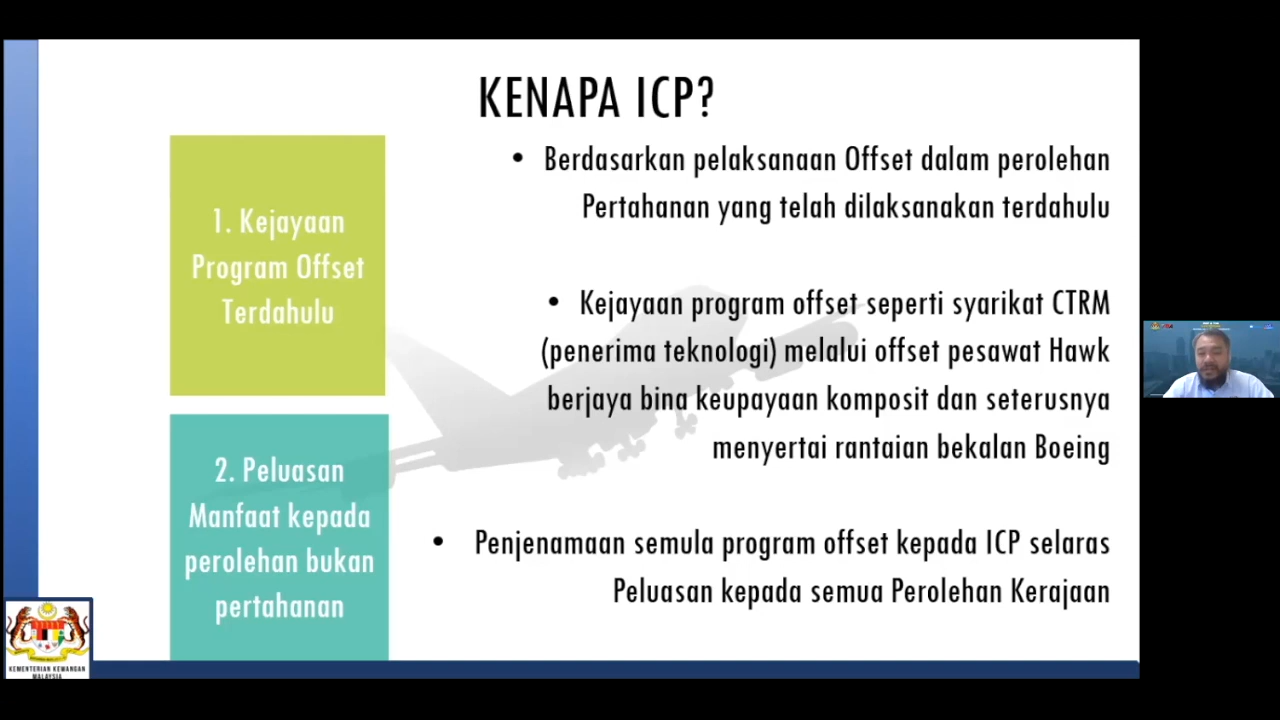 KENAPA ICP?
1. Kejayaan
Program Offset
Terdahulu
• Berdasarkan pelaksanaan Offset dalam perolehan
Pertahanan yang telah dilaksanakan terdahulu
• Kejayaan program offset seperti syarikat CTRM
(penerima teknologi) melalui offset pesawat Hawk
berjaya bina keupayaan komposit dan seterusnya
menyertai rantaian bekalan Boeing
2. Peluasan
Manfaat kepada
perolehan bukan
pertahanan
• Penjenamaan semula program offset kepada ICP selaras
Peluasan kepada semua Perolehan Kerajaan
KEMENTERIAN KEWANGAN
MALAYSIA